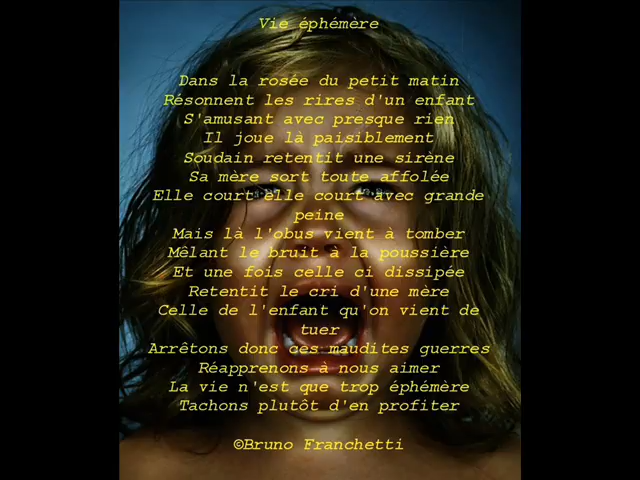 Vie éphémère
Dans la rosée du petit matin
Résonnent les rires d'un enfant
S'amusant avec presque rien
Il joue là paisiblement
Soudain retentit une sirène
Sa mère sort toute affolée
Elle court elle court avec grande
peine
Mais là l'obus vient à tomber
Mêlant le bruit à la poussière
Et une fois celle ci dissipée
Retentit le cri d'une mère
Celle de l'enfant qu'on vient de
tuer
Arrêtons donc ces maudites guerres
Réapprenons à nous aimer
La vie n'est que trop éphémère
Tachons plutôt d'en profiter
©Bruno Franchetti